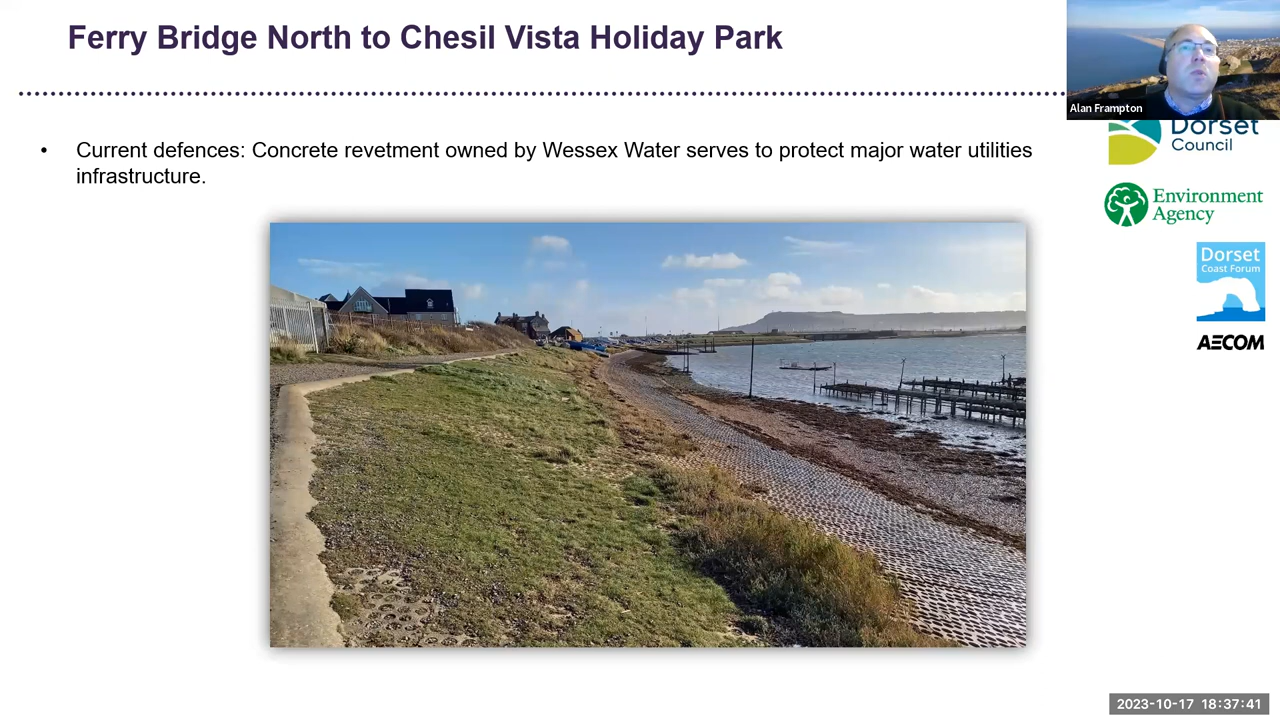 Ferry Bridge North to Chesil Vista Holiday Park
Alan Frampton
• Current defences: Concrete revetment owned by Wessex Water serves to protect major water utilities
infrastructure.
Dorset
Council
Environment
Agency
Dorset
Coast Forum
AECOM
2023-10-17 18:37:41